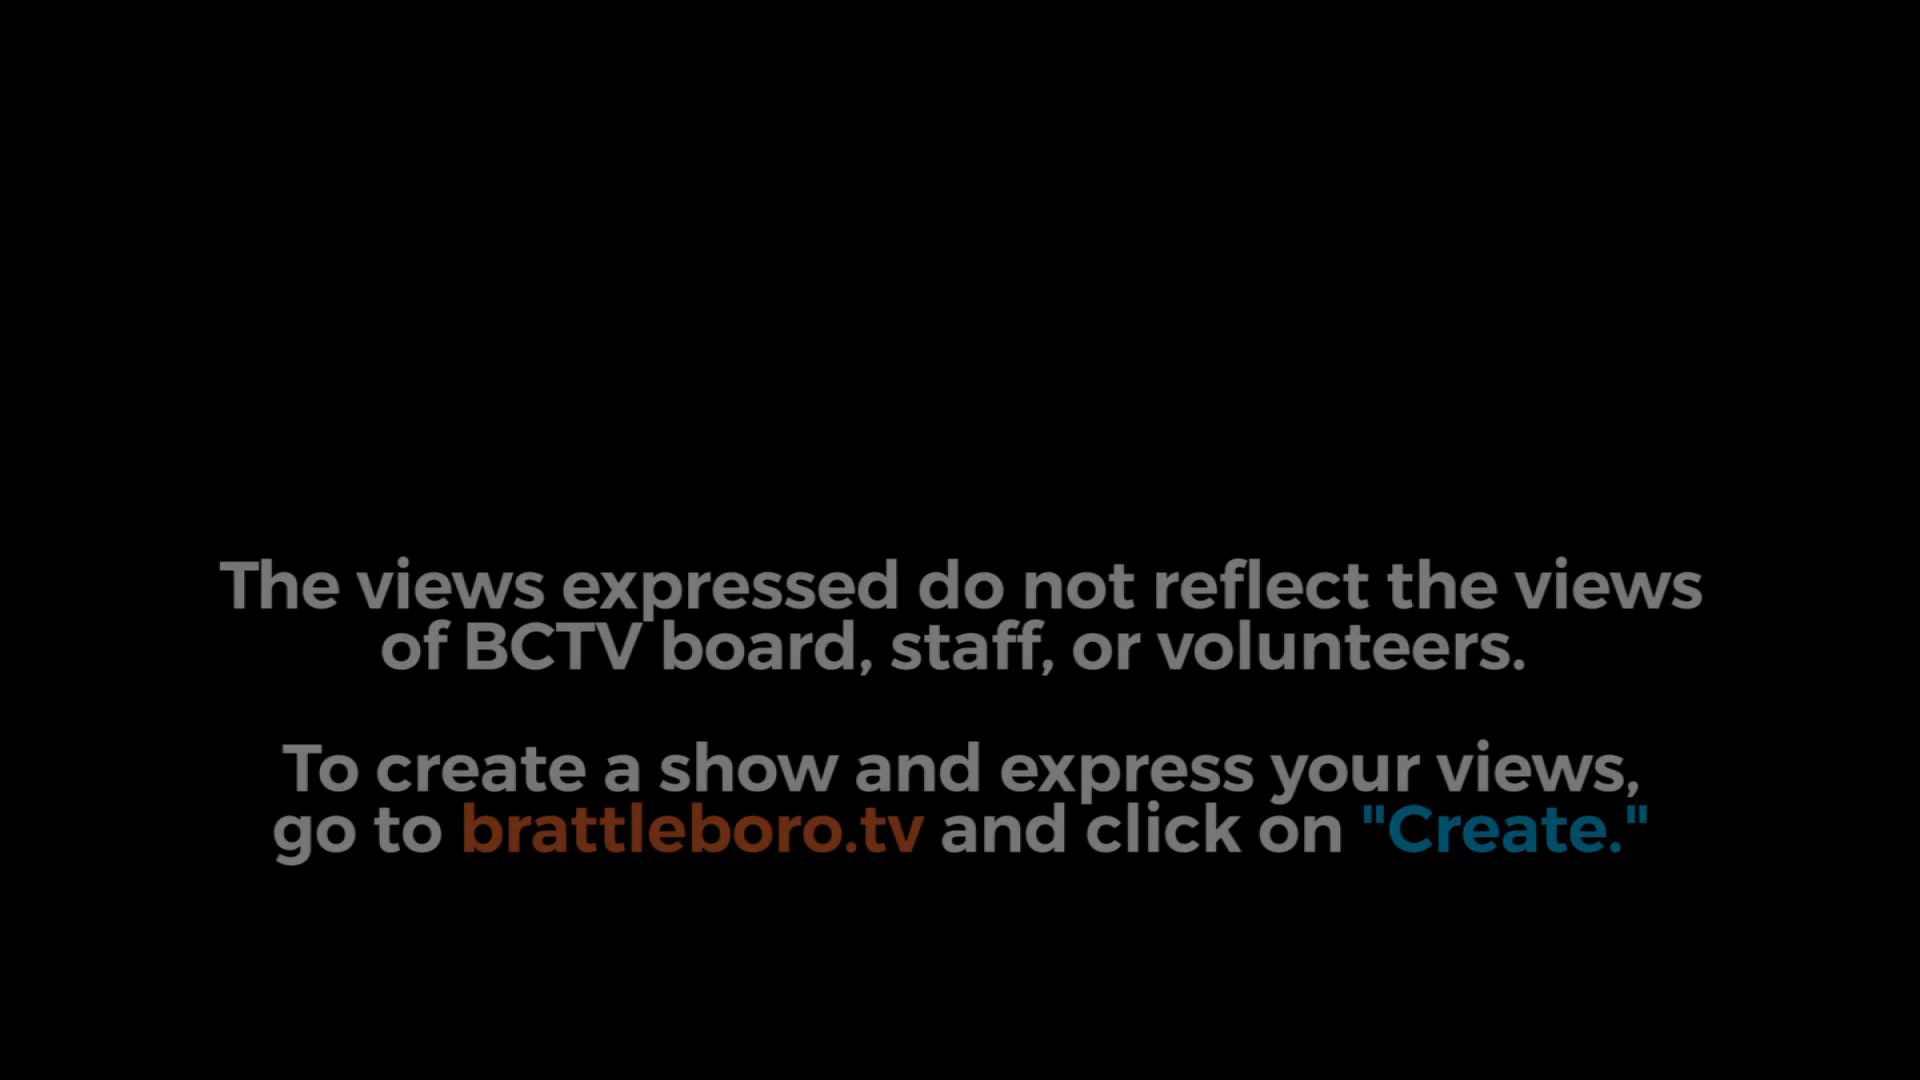 The views expressed do not reflect the views
of BCTV board, staff, or volunteers.
To create a show and express your views,
go to brattleboro.tv and click on "Create."